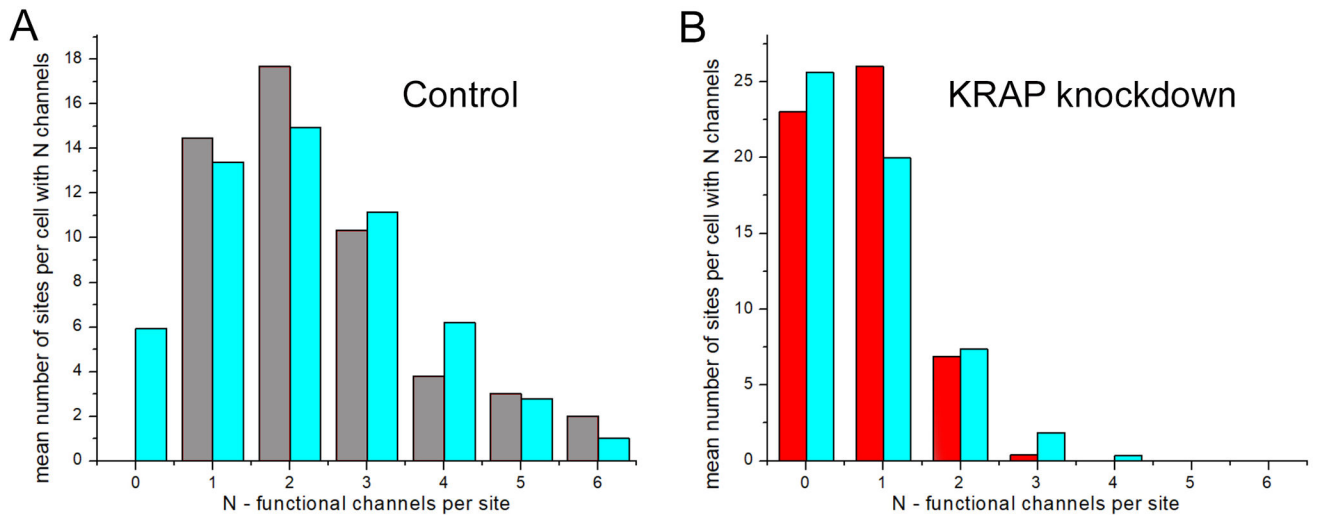 A
Control
mean number of sites per cell with N channels
18
16
14
12
10
8
6
4
2
0
0 1 2 3 4 5 6
N - functional channels per site
B
KRAP knockdown
mean number of sites per cell with N channels
25
20
15
10
5
0
0 1 2 3 4 5 6
N - functional channels per site